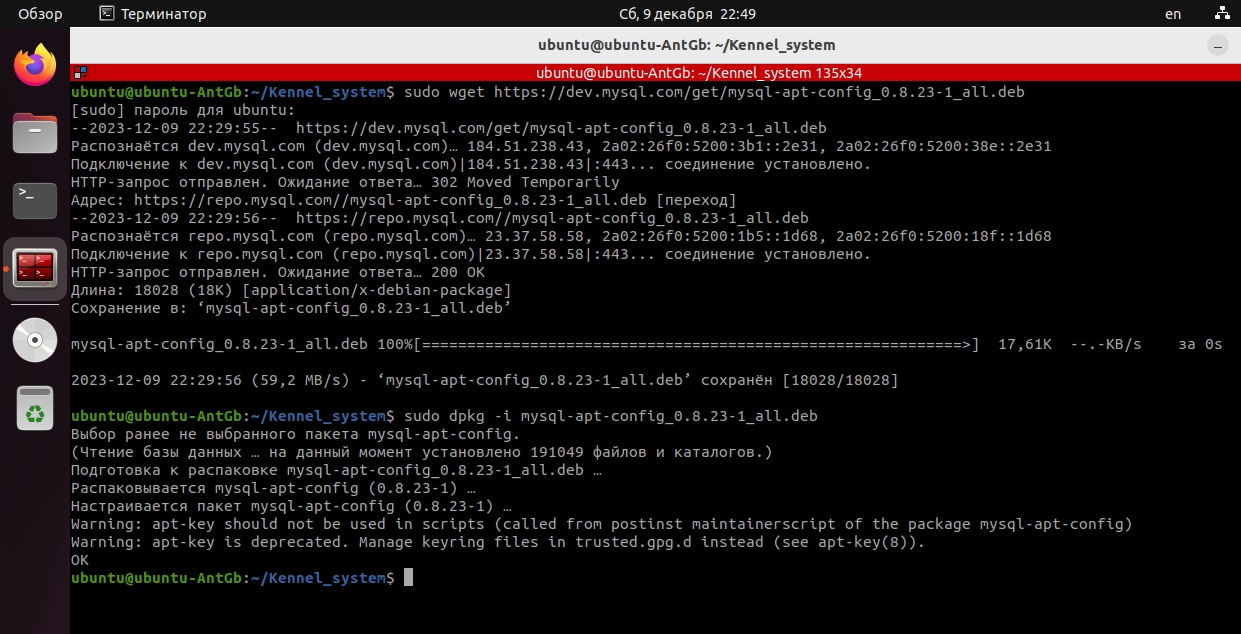 Обзор
Терминатор
Сб, 9 декабря 22:49
en
ubuntu@ubuntu-AntGb: ~/Kennel_system
ubuntu@ubuntu-AntGb: ~/Kennel_system 135x34
ubuntu@ubuntu-AntGb:~/Kennel_system$ sudo wget https://dev.mysql.com/get/mysql-apt-config_0.8.23-1_all.deb
[sudo] пароль для ubuntu:
--2023-12-09 22:29:55--  https://dev.mysql.com/get/mysql-apt-config_0.8.23-1_all.deb
Распознаётся dev.mysql.com (dev.mysql.com)… 184.51.238.43, 2a02:26f0:5200:3b1::2e31, 2a02:26f0:5200:38e::2e31
Подключение к dev.mysql.com (dev.mysql.com)|184.51.238.43|:443... соединение установлено.
HTTP-запрос отправлен. Ожидание ответа… 302 Moved Temporarily
Адрес: https://repo.mysql.com//mysql-apt-config_0.8.23-1_all.deb [переход]
--2023-12-09 22:29:56--  https://repo.mysql.com//mysql-apt-config_0.8.23-1_all.deb
Распознаётся repo.mysql.com (repo.mysql.com)… 23.37.58.58, 2a02:26f0:5200:1b5::1d68, 2a02:26f0:5200:18f::1d68
Подключение к repo.mysql.com (repo.mysql.com)|23.37.58.58|:443... соединение установлено.
HTTP-запрос отправлен. Ожидание ответа… 200 OK
Длина: 18028 (18K) [application/x-debian-package]
Сохранение в: ‘mysql-apt-config_0.8.23-1_all.deb’
mysql-apt-config_0.8.23-1_all.deb 100%[============================================================>]  17,61K  --.-KB/s    за 0s
2023-12-09 22:29:56 (59,2 MB/s) - ‘mysql-apt-config_0.8.23-1_all.deb’ сохранён [18028/18028]
ubuntu@ubuntu-AntGb:~/Kennel_system$ sudo dpkg -i mysql-apt-config_0.8.23-1_all.deb
Выбор ранее не выбранного пакета mysql-apt-config.
(Чтение базы данных … на данный момент установлено 191049 файлов и каталогов.)
Подготовка к распаковке mysql-apt-config_0.8.23-1_all.deb …
Распаковывается mysql-apt-config (0.8.23-1) …
Настраивается пакет mysql-apt-config (0.8.23-1) …
Warning: apt-key should not be used in scripts (called from postinst maintainerscript of the package mysql-apt-config)
Warning: apt-key is deprecated. Manage keyring files in trusted.gpg.d instead (see apt-key(8)).
OK
ubuntu@ubuntu-AntGb:~/Kennel_system$